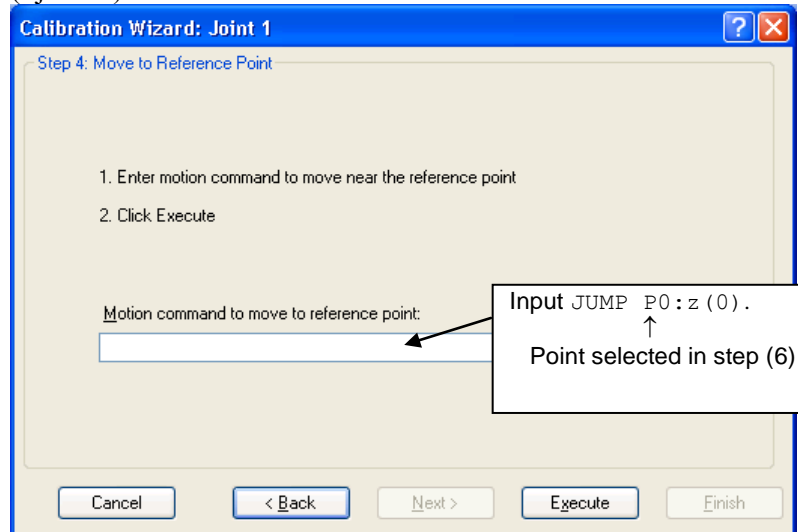 Calibration Wizard: Joint 1
Step 4: Move to Reference Point
1. Enter motion command to move near the reference point
2. Click Execute
Motion command to move to reference point:
Input JUMP P0:z(0).
↑
Point selected in step (6)
Cancel
< Back
Next >
Execute
Finish